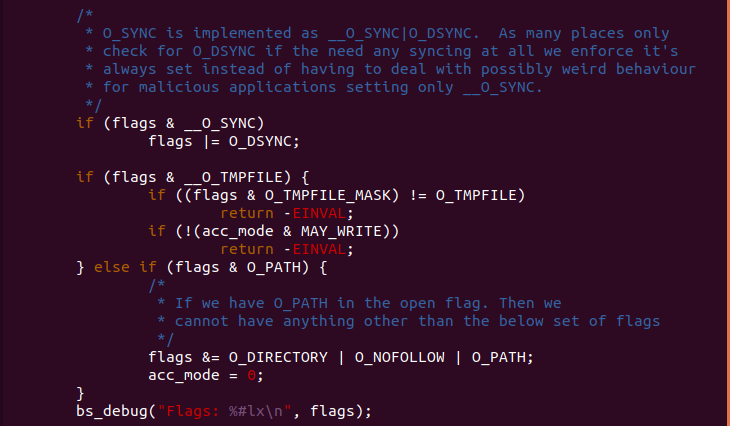 /*
 * O_SYNC is implemented as __O_SYNC|O_DSYNC.  As many places only
 * check for O_DSYNC if the need any syncing at all we enforce it's
 * always set instead of having to deal with possibly weird behaviour
 * for malicious applications setting only __O_SYNC.
 */
if (flags & __O_SYNC)
        flags |= O_DSYNC;

if (flags & __O_TMPFILE) {
        if ((flags & O_TMPFILE_MASK) != O_TMPFILE)
                return -EINVAL;
        if (!(acc_mode & MAY_WRITE))
                return -EINVAL;
} else if (flags & O_PATH) {
        /*
         * If we have O_PATH in the open flag. Then we
         * cannot have anything other than the below set of flags
         */
        flags &= O_DIRECTORY | O_NOFOLLOW | O_PATH;
        acc_mode = 0;
}
bs_debug("Flags: %#lx\n", flags);